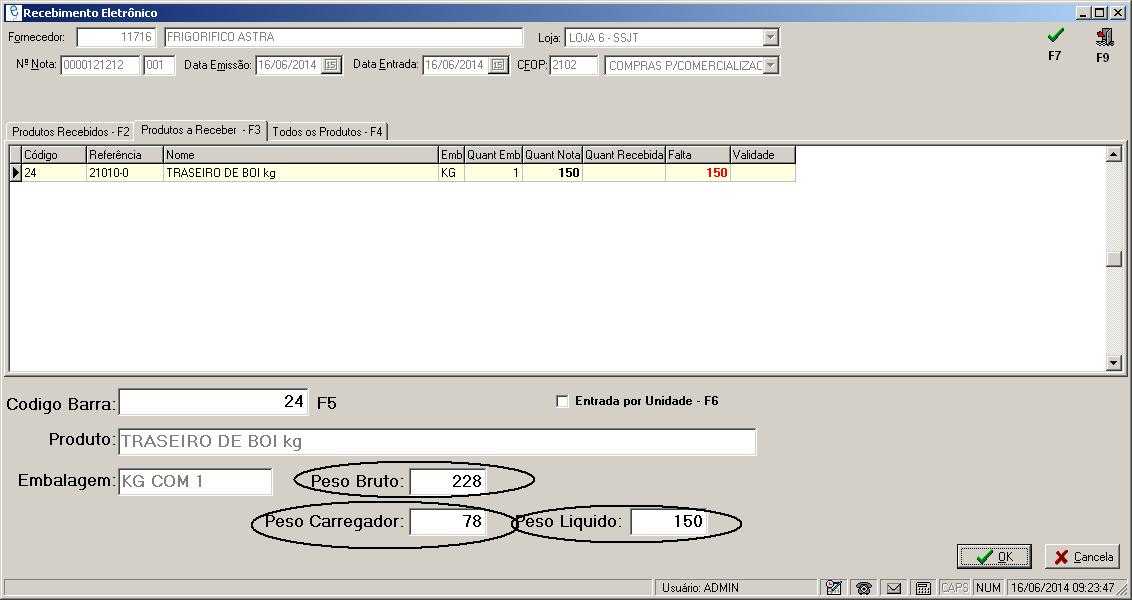 Recebimento Eletrônico
Fornecedor: 11716 FRIGORIFICO ASTRA Loja: LOJA 6 - SSJT
Nº Nota: 0000121212 001 Data Emissão: 16/06/2014 15 Data Entrada: 16/06/2014 15 CFOP: 2102 COMPRAS P/COMERCIALIZAC
F7 F9
Produtos Recebidos - F2 Produtos a Receber - F3 Todos os Produtos - F4
Código Referência Nome Emb Quant Emb Quant Nota Quant Recebida Falta Validade
24 21010-0 TRASEIRO DE BOI kg KG 1 150 150
Codigo Barra: 24 F5 Entrada por Unidade - F6
Produto: TRASEIRO DE BOI kg
Embalagem: KG COM 1 Peso Bruto: 228
Peso Carregador: 78 Peso Liquido: 150
OK Cancela
Usuário: ADMIN CAPS NUM 16/06/2014 09:23:47